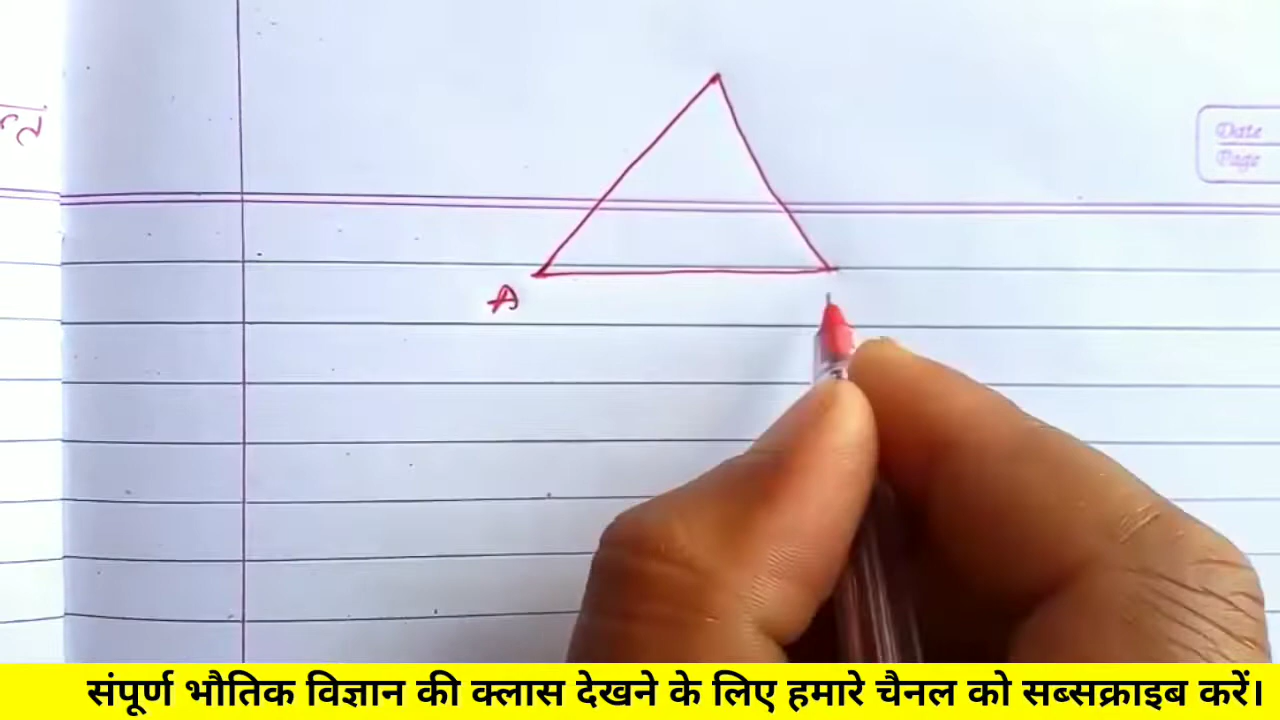 Date
Page
A
संपूर्ण भौतिक विज्ञान की क्लास देखने के लिए हमारे चैनल को सब्सक्राइब करें।